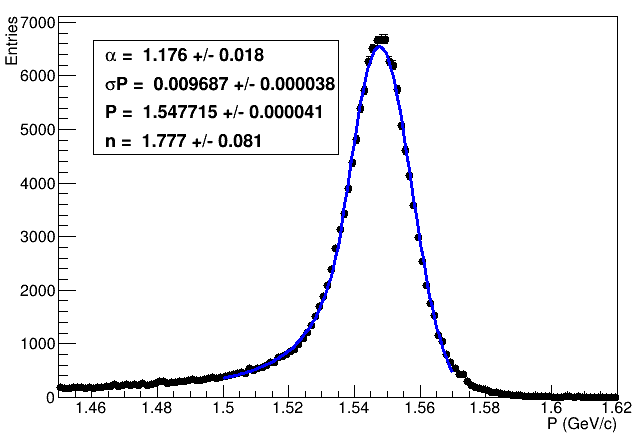 Entries
7000
6000
5000
4000
3000
2000
1000
0
α = 1.176 +/- 0.018
σP = 0.009687 +/- 0.000038
P = 1.547715 +/- 0.000041
n = 1.777 +/- 0.081
1.46 1.48 1.5 1.52 1.54 1.56 1.58 1.6 1.62
P (GeV/c)